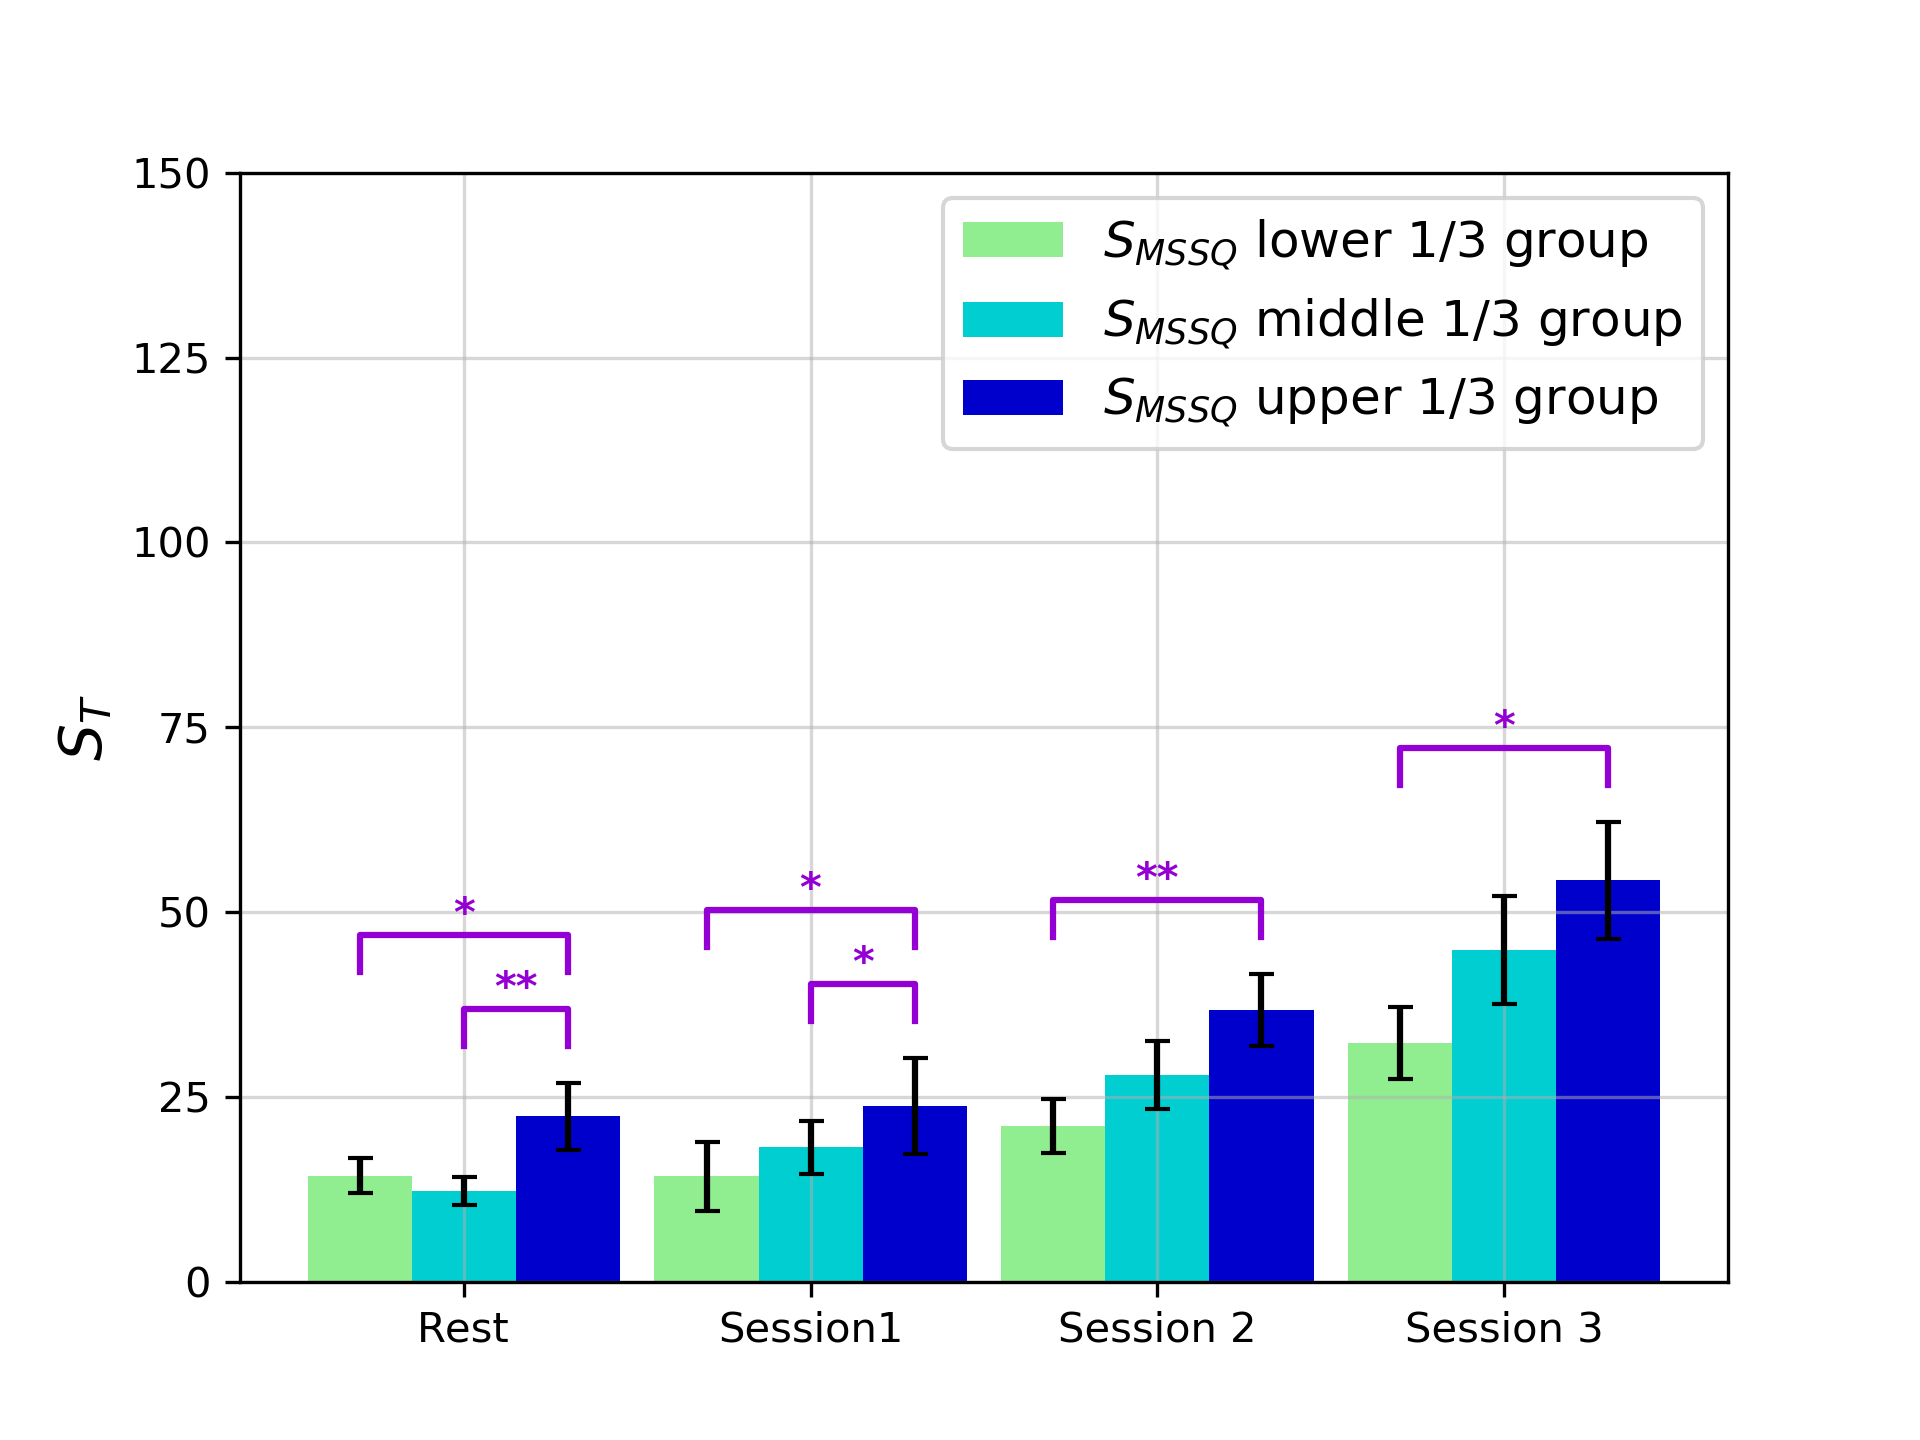 150
125
100
75
50
25
0
S_T
S_MSSQ lower 1/3 group
S_MSSQ middle 1/3 group
S_MSSQ upper 1/3 group
*
**
*
*
**
*
Rest
Session1
Session 2
Session 3